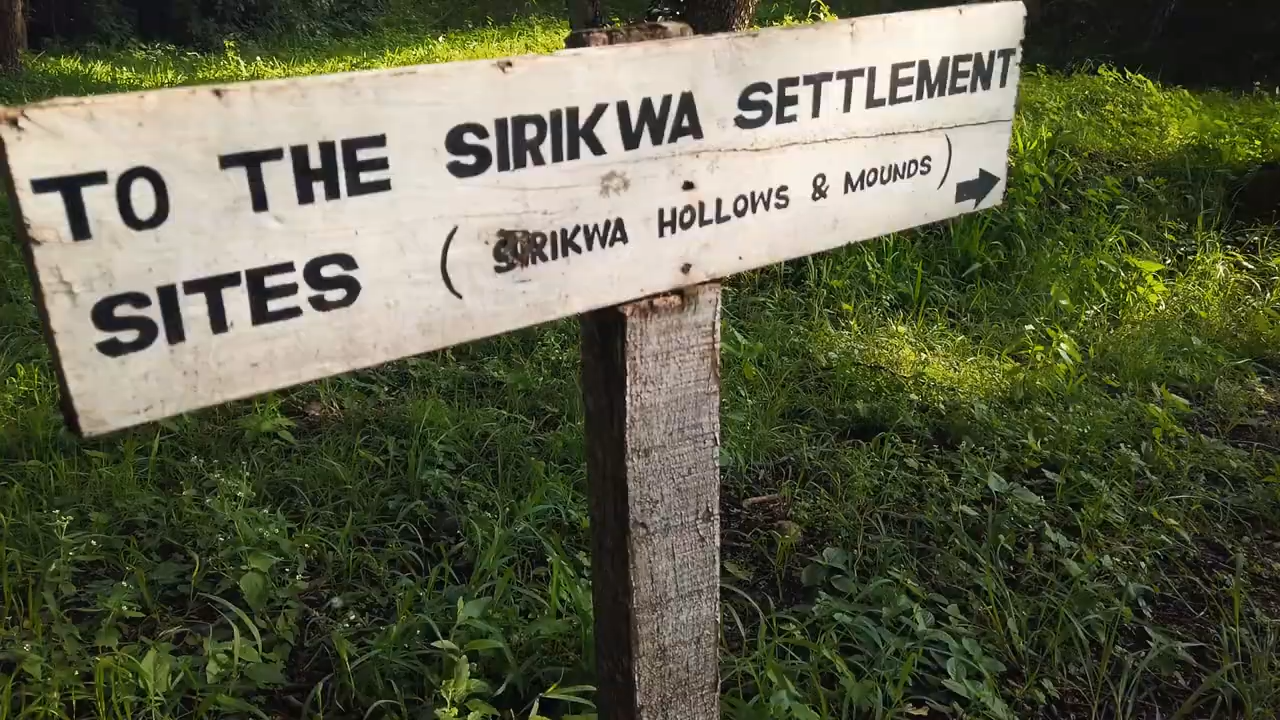 TO THE SIRIKWA SETTLEMENT
SITES ( SIRIKWA HOLLOWS & MOUNDS )